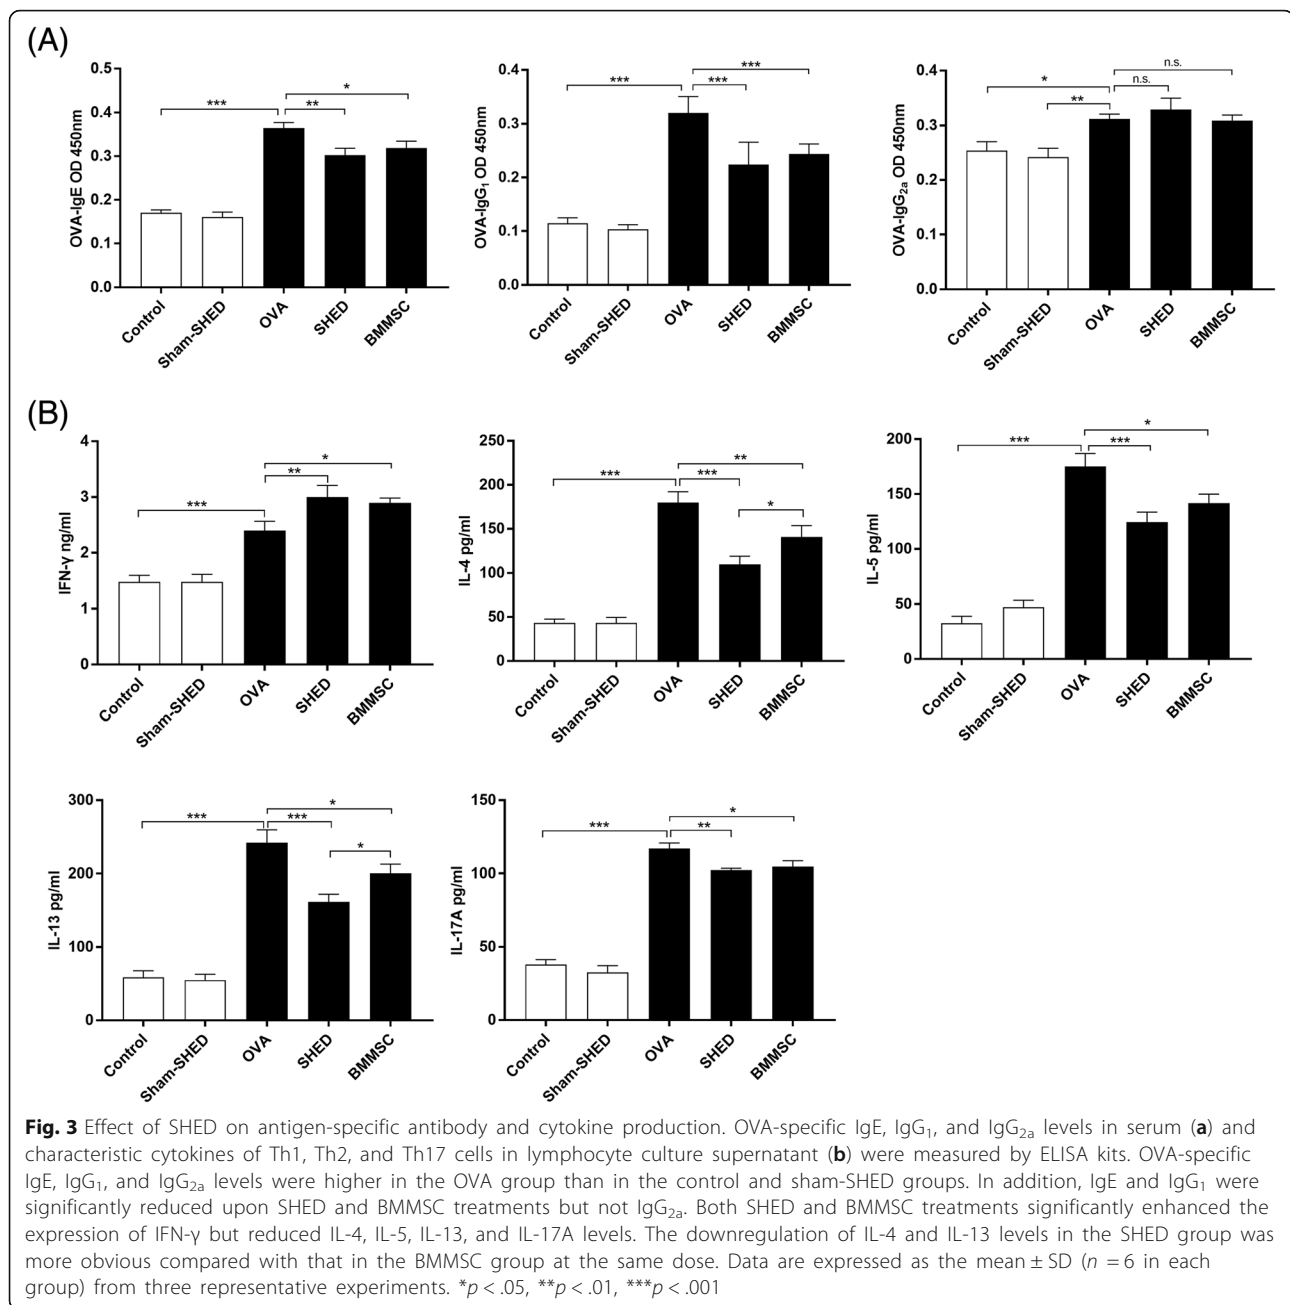 (A)
0.5
0.4
0.3
0.2
0.1
0.0
OVA-IgE OD 450nm
***
**
*
Control
Sham-SHED
OVA
SHED
BMMSC
0.4
0.3
0.2
0.1
0.0
OVA-IgG1 OD 450nm
***
***
***
Control
Sham-SHED
OVA
SHED
BMMSC
0.4
0.3
0.2
0.1
0.0
OVA-IgG2a OD 450nm
*
**
n.s.
n.s.
Control
Sham-SHED
OVA
SHED
BMMSC
(B)
4
3
2
1
0
IFN-γ ng/ml
***
**
*
Control
Sham-SHED
OVA
SHED
BMMSC
250
200
150
100
50
0
IL-4 pg/ml
***
***
**
*
Control
Sham-SHED
OVA
SHED
BMMSC
200
150
100
50
0
IL-5 pg/ml
***
***
*
Control
Sham-SHED
OVA
SHED
BMMSC
300
200
100
0
IL-13 pg/ml
***
***
*
*
Control
Sham-SHED
OVA
SHED
BMMSC
150
100
50
0
IL-17A pg/ml
***
**
*
Control
Sham-SHED
OVA
SHED
BMMSC
Fig. 3 Effect of SHED on antigen-specific antibody and cytokine production. OVA-specific IgE, IgG1, and IgG2a levels in serum (a) and
characteristic cytokines of Th1, Th2, and Th17 cells in lymphocyte culture supernatant (b) were measured by ELISA kits. OVA-specific
IgE, IgG1, and IgG2a levels were higher in the OVA group than in the control and sham-SHED groups. In addition, IgE and IgG1 were
significantly reduced upon SHED and BMMSC treatments but not IgG2a. Both SHED and BMMSC treatments significantly enhanced the
expression of IFN-γ but reduced IL-4, IL-5, IL-13, and IL-17A levels. The downregulation of IL-4 and IL-13 levels in the SHED group was
more obvious compared with that in the BMMSC group at the same dose. Data are expressed as the mean ± SD (n = 6 in each
group) from three representative experiments. *p < .05, **p < .01, ***p < .001